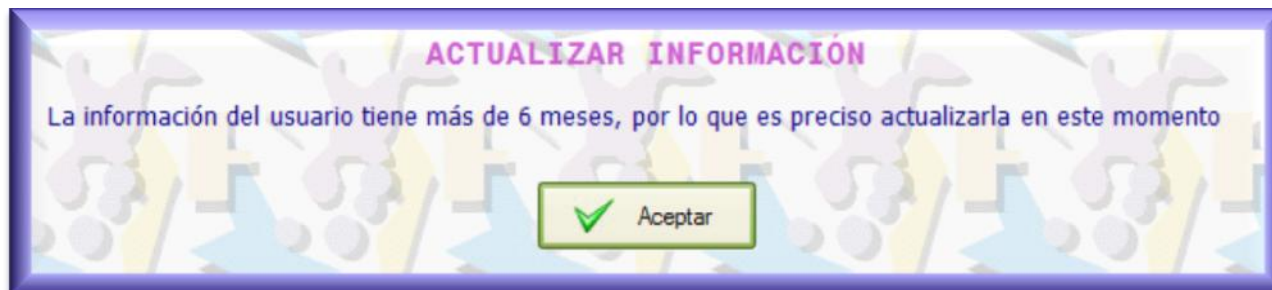 ACTUALIZAR INFORMACIÓN
La información del usuario tiene más de 6 meses, por lo que es preciso actualizarla en este momento
Aceptar